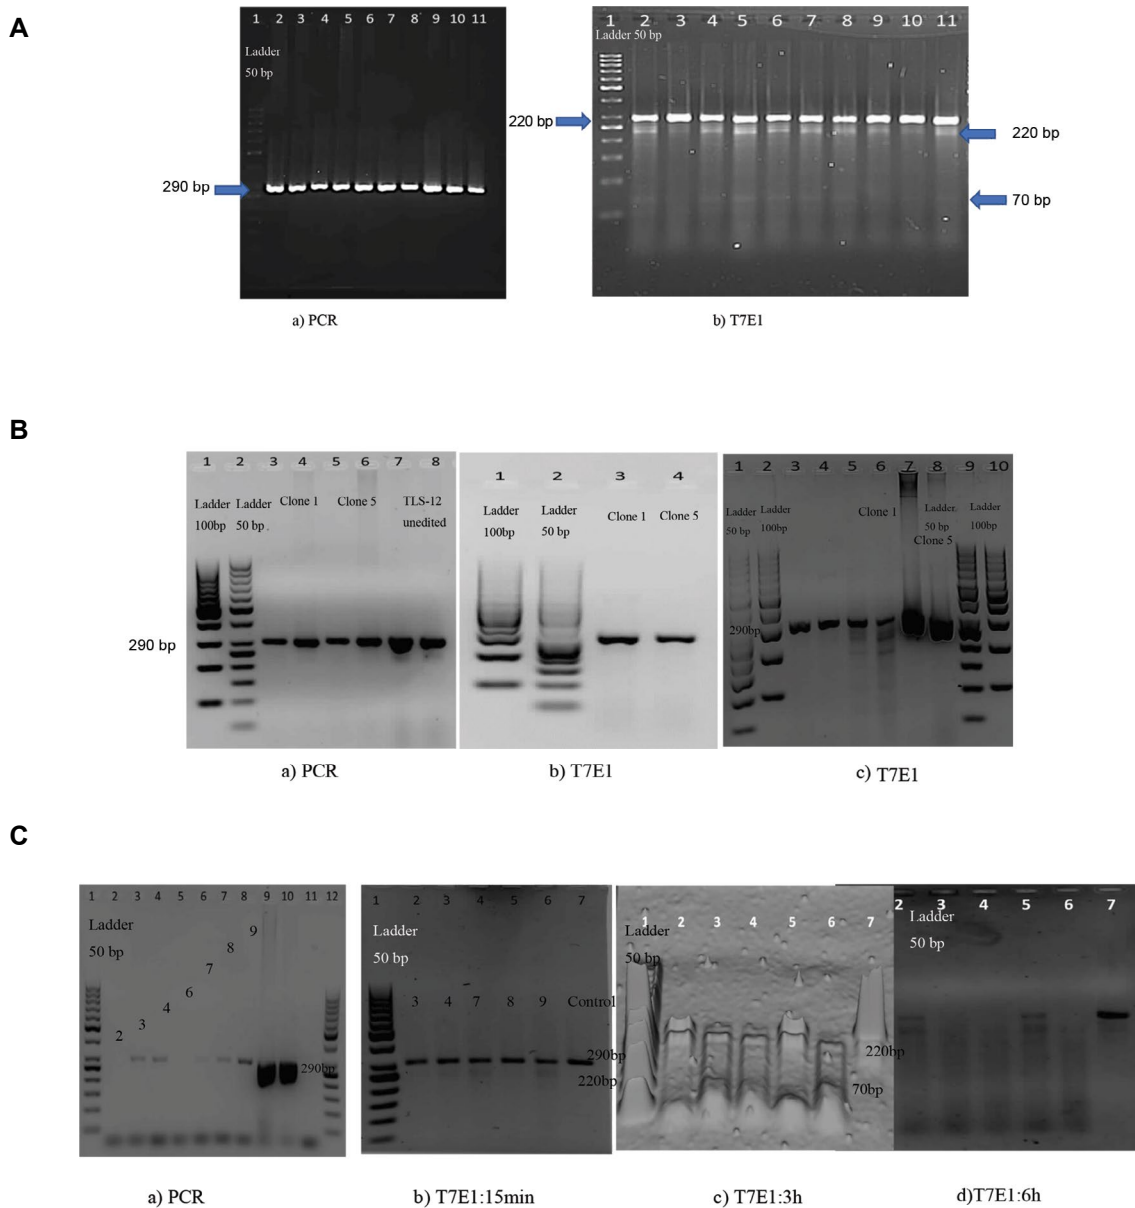 A
1 2 3 4 5 6 7 8 9 10 11
Ladder
50 bp
290 bp
a) PCR
1 2 3 4 5 6 7 8 9 10 11
Ladder 50 bp
220 bp
220 bp
70 bp
b) T7E1
B
1 2 3 4 5 6 7 8
Ladder Ladder Clone 1 Clone 5 TLS-12
100bp 50 bp unedited
290 bp
a) PCR
1 2 3 4
Ladder Ladder Clone 1 Clone 5
100bp 50 bp
b) T7E1
1 2 3 4 5 6 7 8 9 10
Ladder Ladder Clone 1 Ladder Ladder
50 bp 100bp 50 bp 100bp
Clone 5
290bp
c) T7E1
C
1 2 3 4 5 6 7 8 9 10 11 12
Ladder
50 bp
2 3 4 6 7 8 9
290bp
a) PCR
1 2 3 4 5 6 7
Ladder
50 bp
3 4 7 8 9 Control
290bp
220bp
b) T7E1:15min
1 2 3 4 5 6 7
Ladder
50 bp
220bp
70bp
c) T7E1:3h
2 3 4 5 6 7
Ladder
50 bp
d)T7E1:6h